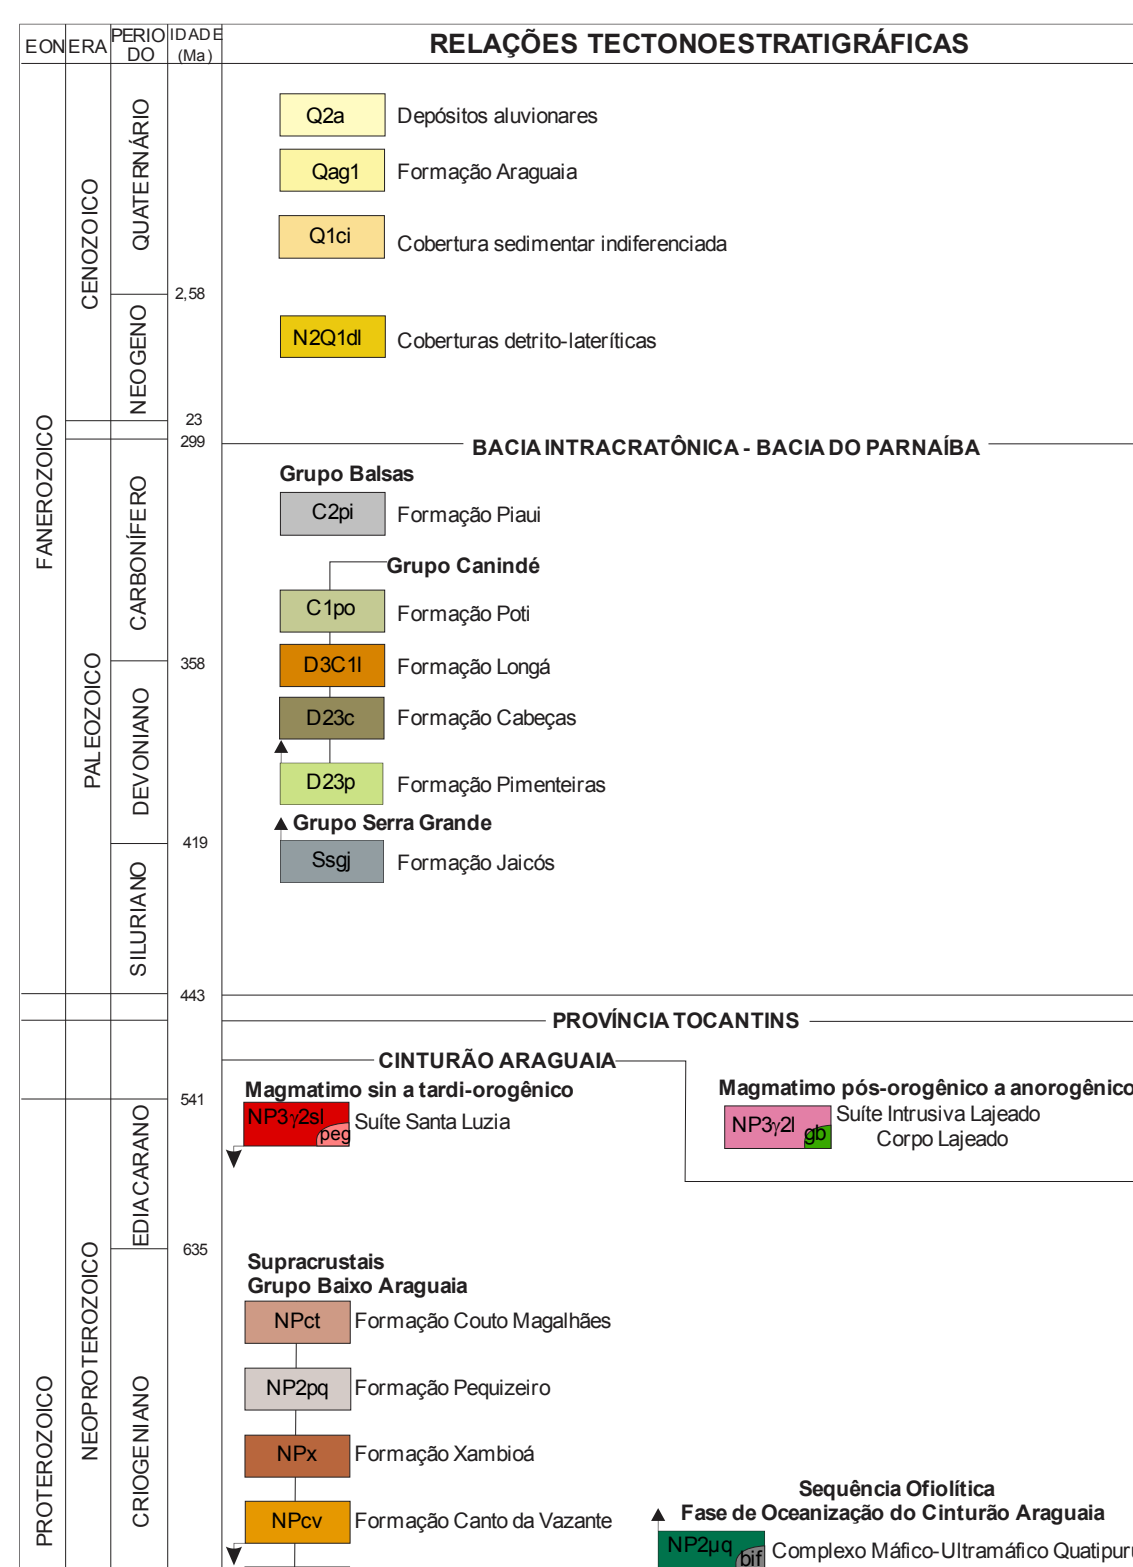 EON ERA PERIODO IDADE (Ma) RELAÇÕES TECTONOESTRATIGRÁFICAS
FANEROZOICO
CENOZOICO
QUATERNÁRIO
Q2a Depósitos aluvionares
Qag1 Formação Araguaia
Q1ci Cobertura sedimentar indiferenciada
2,58
NEOGENO
N2Q1dl Coberturas detrito-lateríticas
23
299
BACIA INTRACRATÔNICA - BACIA DO PARNAÍBA
PALEOZOICO
CARBONÍFERO
Grupo Balsas
C2pi Formação Piaui
Grupo Canindé
C1po Formação Poti
358
D3C1l Formação Longá
DEVONIANO
D23c Formação Cabeças
D23p Formação Pimenteiras
Grupo Serra Grande
419
Ssgj Formação Jaicós
SILURIANO
443
PROVÍNCIA TOCANTINS
CINTURÃO ARAGUAIA
Magmatimo sin a tardi-orogênico
541
NP3γ2sl peg Suíte Santa Luzia
Magmatimo pós-orogênico a anorogênico
NP3γ2l gb Suíte Intrusiva Lajeado
Corpo Lajeado
PROTEROZOICO
NEOPROTEROZOICO
EDIACARANO
635
CRIOGENIANO
Supracrustais
Grupo Baixo Araguaia
NPct Formação Couto Magalhães
NP2pq Formação Pequizeiro
NPx Formação Xambioá
NPcv Formação Canto da Vazante
Sequência Ofiolítica
Fase de Oceanização do Cinturão Araguaia
NP2μq bif Complexo Máfico-Ultramáfico Quatipuru